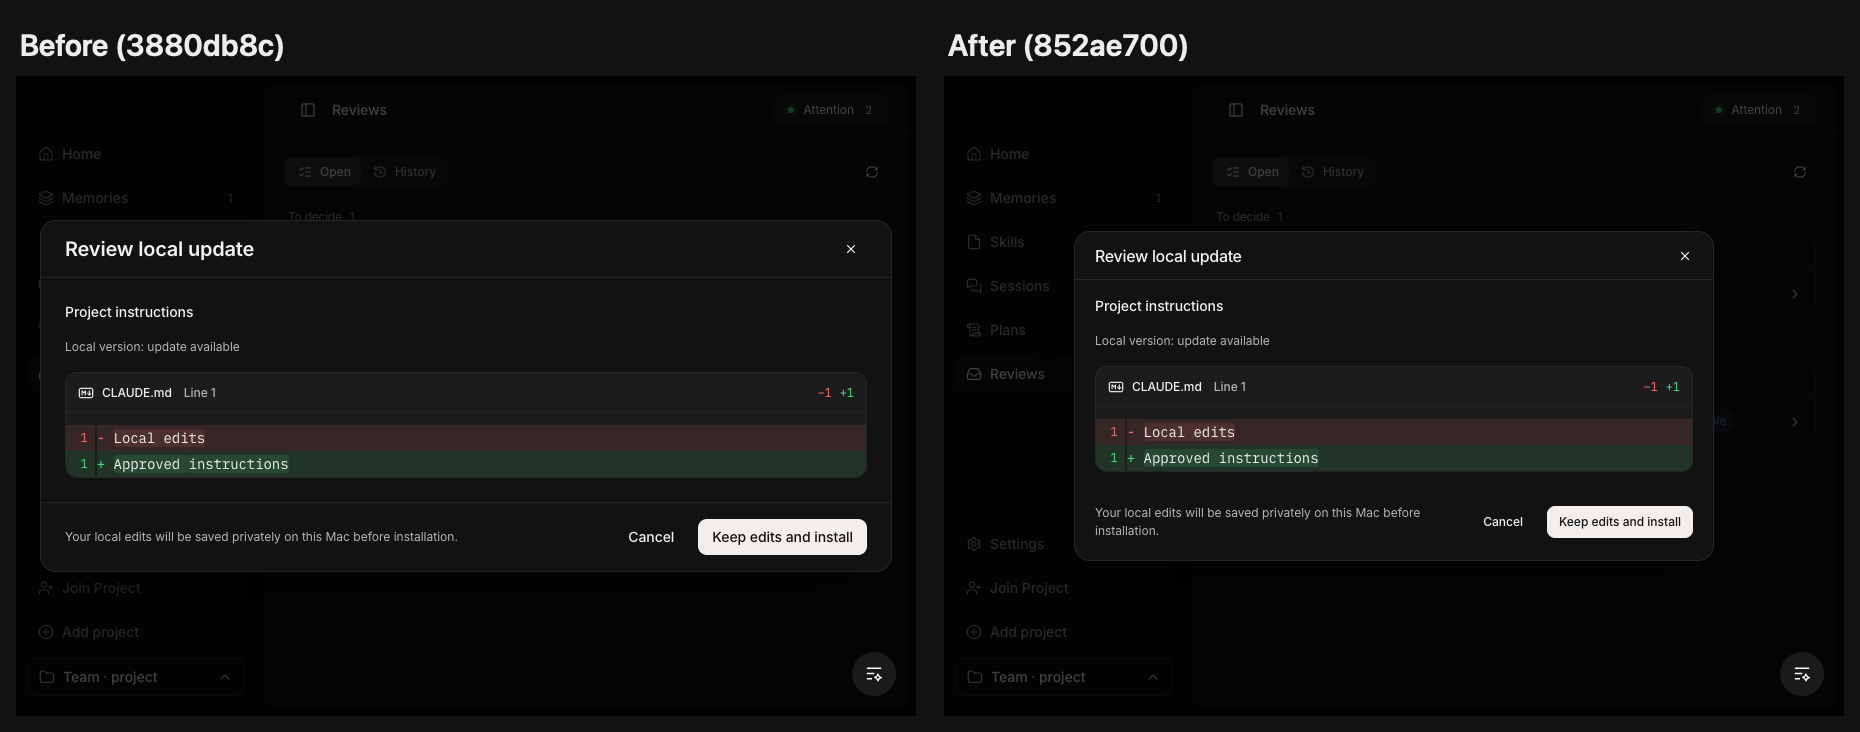 Before (3880db8c)
Reviews
Attention 2
Home
Open History
Memories 1
To decide 1
Review local update
Project instructions
Local version: update available
CLAUDE.md Line 1 −1 +1
1 - Local edits
1 + Approved instructions
Your local edits will be saved privately on this Mac before installation. Cancel Keep edits and install
Join Project
Add project
Team · project
After (852ae700)
Reviews
Attention 2
Home
Open History
Memories 1
To decide 1
Skills
Sessions
Plans
Reviews
Review local update
Project instructions
Local version: update available
CLAUDE.md Line 1 −1 +1
1 - Local edits
1 + Approved instructions
Your local edits will be saved privately on this Mac before
installation.
Cancel Keep edits and install
Settings
Join Project
Add project
Team · project